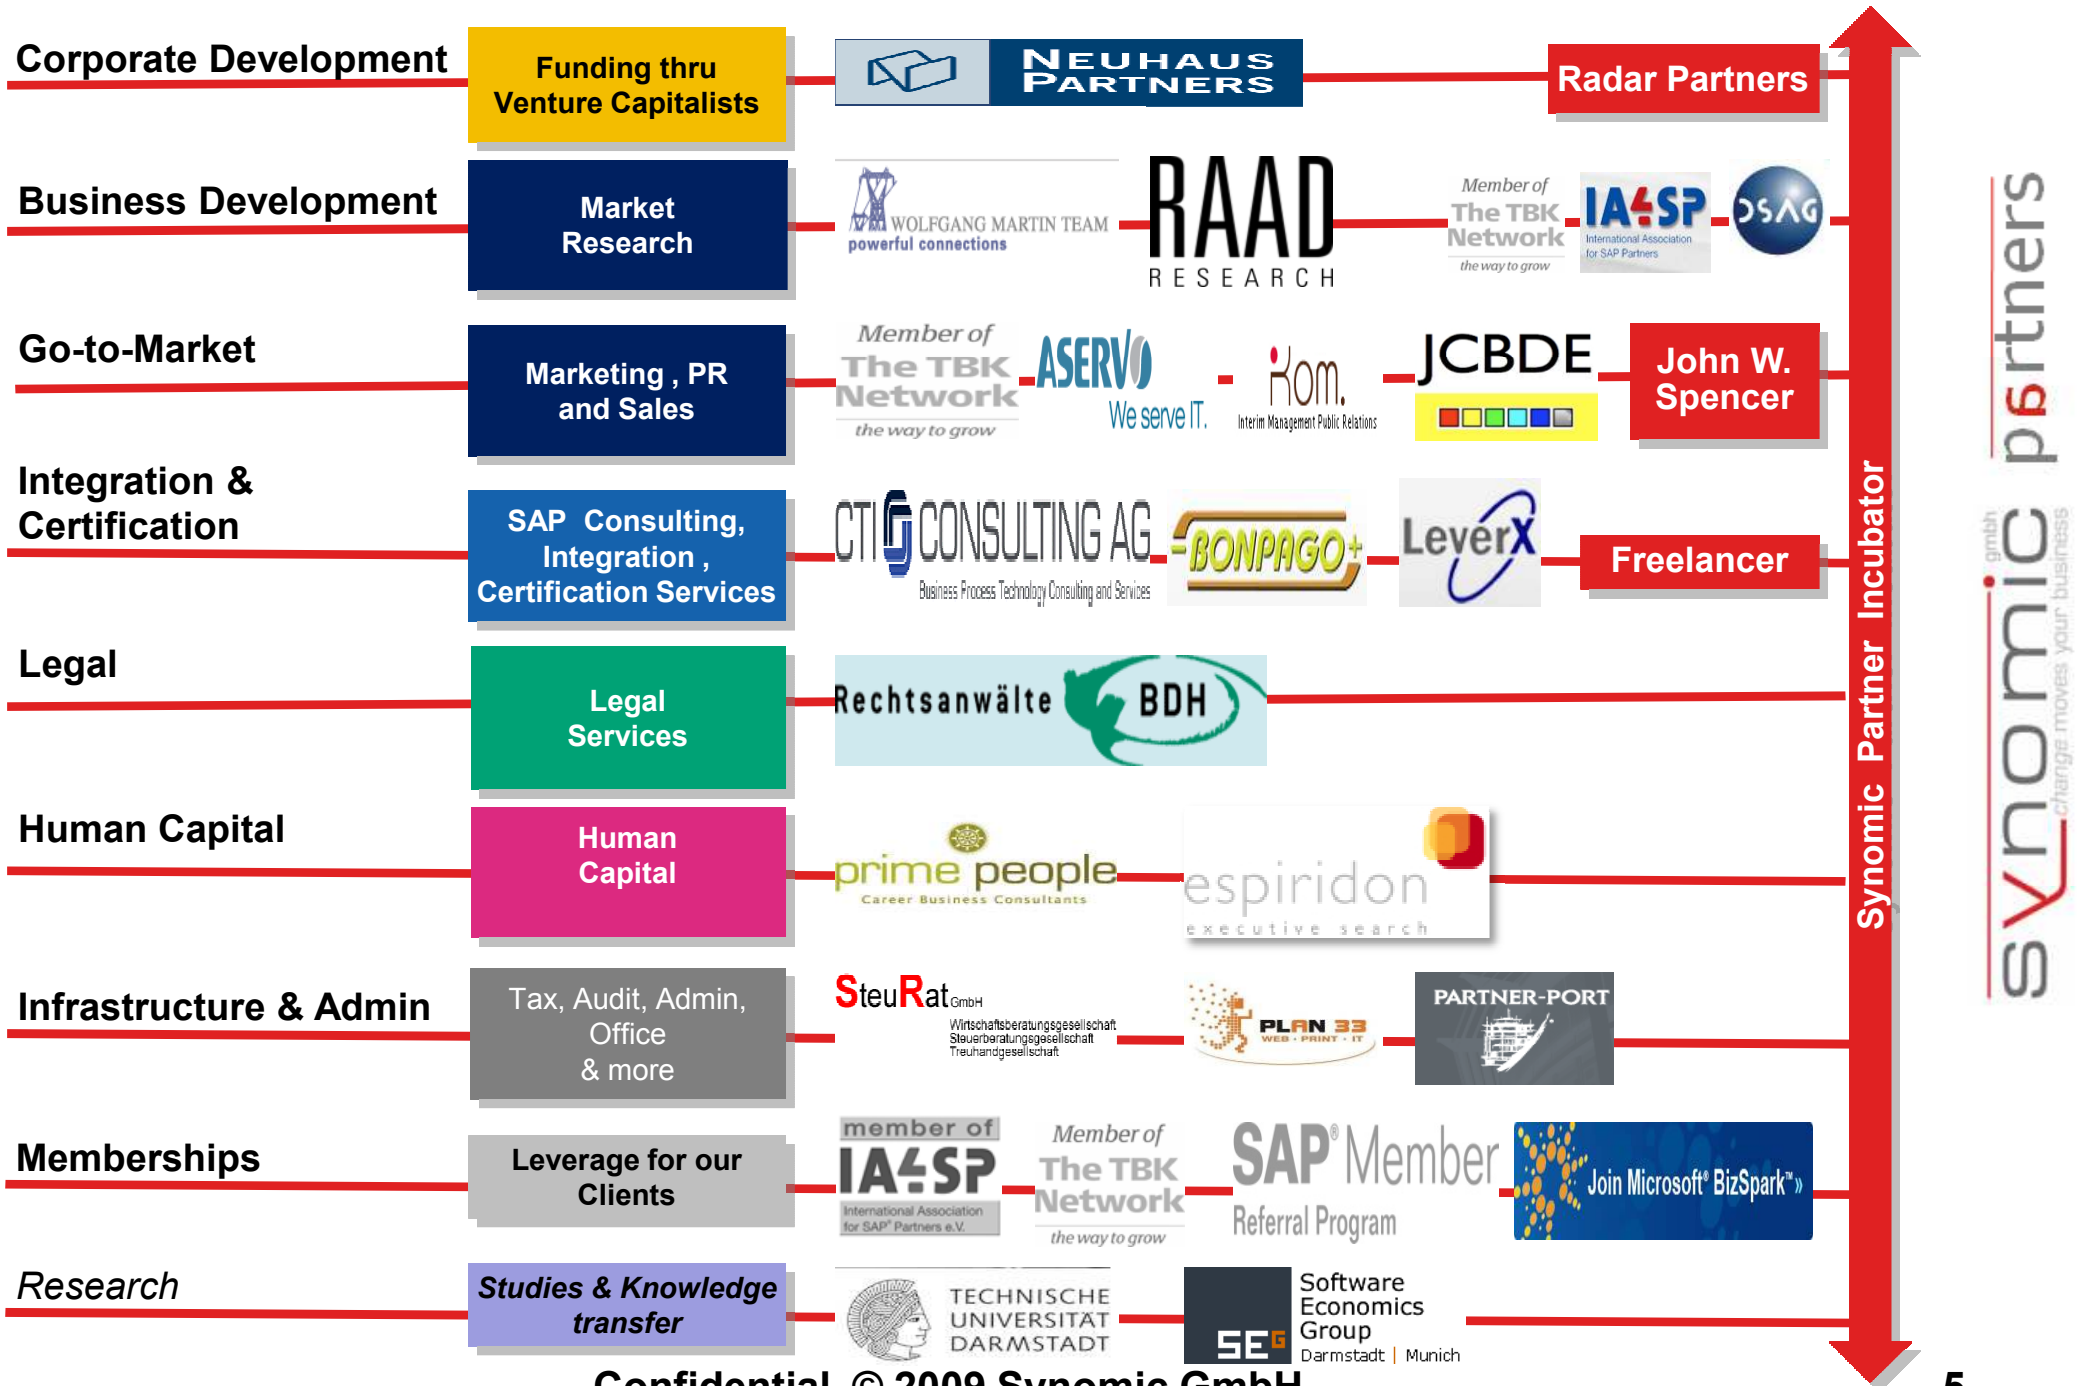 Corporate Development
Funding thru
Venture Capitalists
NEUHAUS
PARTNERS
Radar Partners
Business Development
Market
Research
WOLFGANG MARTIN TEAM
powerful connections
RAAD
RESEARCH
Member of
The TBK
Network
the way to grow
IA4SP
International Association
for SAP Partners
DSAG
Go-to-Market
Marketing , PR
and Sales
Member of
The TBK
Network
the way to grow
ASERVO
We serve IT.
Kom.
Interim Management Public Relations
JCBDE
John W.
Spencer
Integration &
Certification
SAP Consulting,
Integration ,
Certification Services
CTI CONSULTING AG
Business Process Technology Consulting and Services
BONPAGO+
LeverX
Freelancer
Legal
Legal
Services
Rechtsanwälte BDH
Human Capital
Human
Capital
prime people
Career Business Consultants
espiridon
executive search
Infrastructure & Admin
Tax, Audit, Admin,
Office
& more
SteuRat GmbH
Wirtschaftsberatungsgesellschaft
Steuerberatungsgesellschaft
Treuhandgesellschaft
PLAN 33
WEB · PRINT · IT
PARTNER-PORT
Memberships
Leverage for our
Clients
member of
IA4SP
International Association
for SAP® Partners e.V.
Member of
The TBK
Network
the way to grow
SAP® Member
Referral Program
Join Microsoft® BizSpark™ »
Research
Studies & Knowledge
transfer
TECHNISCHE
UNIVERSITÄT
DARMSTADT
SEG
Software
Economics
Group
Darmstadt | Munich
Synomic Partner Incubator
synomic gmbh partners
change moves your business
Confidential © 2009 Synomic GmbH
5